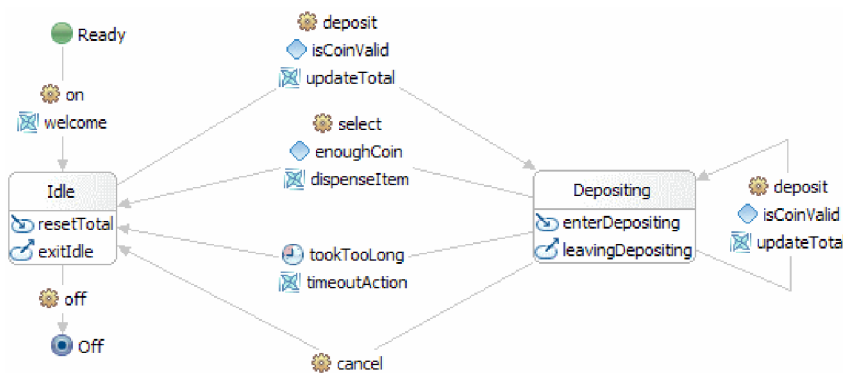 Ready
on
welcome
Idle
resetTotal
exitIdle
off
Off
deposit
isCoinValid
updateTotal
select
enoughCoin
dispenseItem
tookTooLong
timeoutAction
cancel
Depositing
enterDepositing
leavingDepositing
deposit
isCoinValid
updateTotal